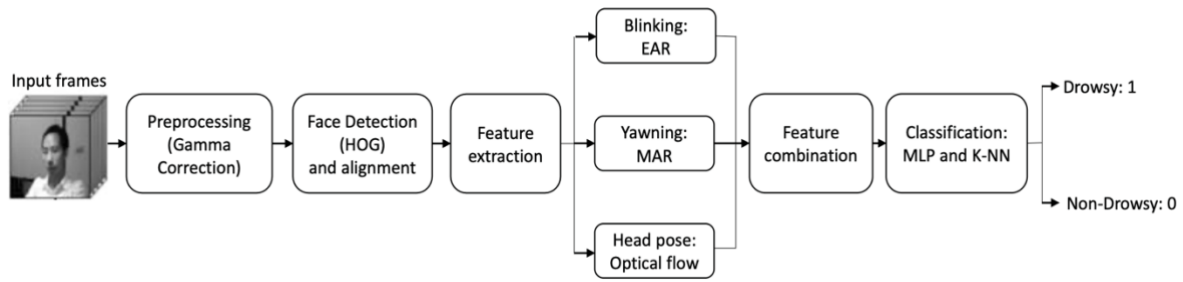 Input frames
Preprocessing
(Gamma
Correction)
Face Detection
(HOG)
and alignment
Feature
extraction
Blinking:
EAR
Yawning:
MAR
Head pose:
Optical flow
Feature
combination
Classification:
MLP and K-NN
Drowsy: 1
Non-Drowsy: 0